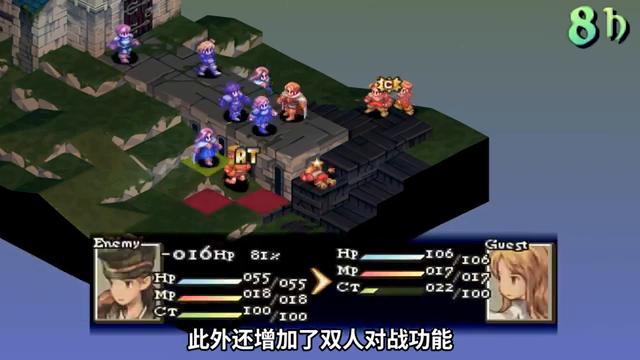 8h
AT
Enemy
-016HP 81%
HP 055/055
MP 018/018
CT 100/100
Guest
HP 106/106
MP 017/017
CT 022/100
此外还增加了双人对战功能